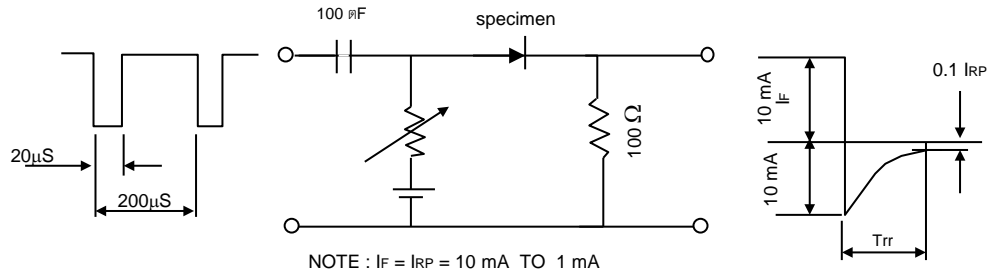 20μS
200μS
100 μF
specimen
100 Ω
NOTE : IF = IRP = 10 mA TO 1 mA
10 mA
IF
10 mA
0.1 IRP
Trr